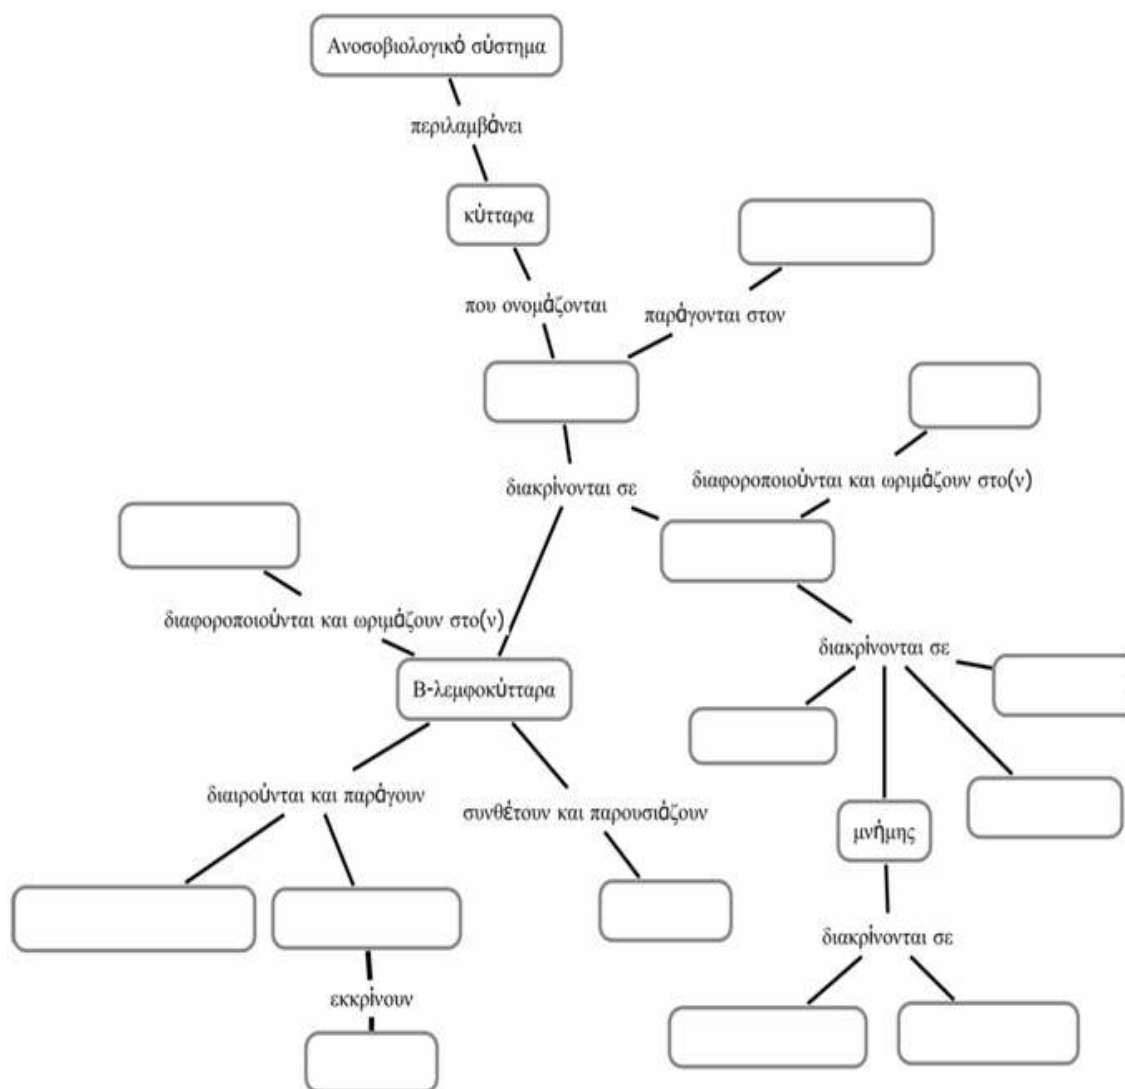 Ανοσοβιολογικό σύστημα
περιλαμβάνει
κύτταρα
που ονομάζονται
παράγονται στον
διακρίνονται σε
διαφοροποιούνται και ωριμάζουν στο(ν)
διαφοροποιούνται και ωριμάζουν στο(ν)
διακρίνονται σε
Β-λεμφοκύτταρα
διαιρούνται και παράγουν
συνθέτουν και παρουσιάζουν
μνήμης
διακρίνονται σε
εκκρίνουν